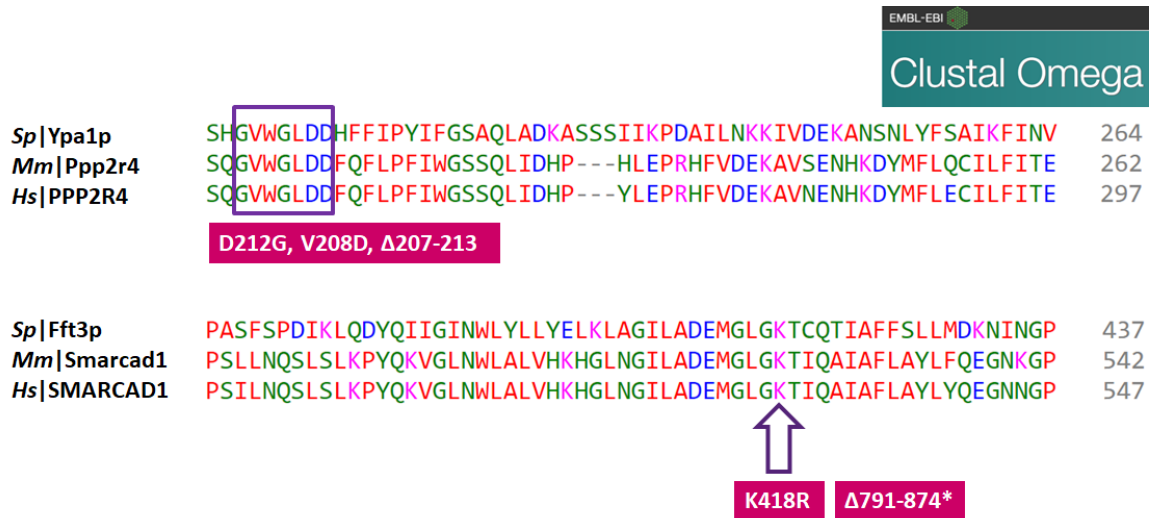 EMBL-EBI
Clustal Omega
Sp|Ypa1p SHGVWGLDDHFFIPYIFGSAQLADKASSSIIKPDAILNKKIVDEKANSNLYFSAIKFINV 264
Mm|Ppp2r4 SQGVWGLDDFQFLPFIWGSSQLIDHP---HLEPRHFVDEKAVSENHKDYMFLQCILFITE 262
Hs|PPP2R4 SQGVWGLDDFQFLPFIWGSSQLIDHP---YLEPRHFVDEKAVNENHKDYMFLECILFITE 297
D212G, V208D, Δ207-213
Sp|Fft3p PASFSPDIKLQDYQIIGINWLYLLYELKLAGILADEMGLGKTCQTIAFFSLLMDKNINGP 437
Mm|Smarcad1 PSLLNQSLSLKPYQKVGLNWLALVHKHGLNGILADEMGLGKTIQAIAFLAYLFQEGNKGP 542
Hs|SMARCAD1 PSILNQSLSLKPYQKVGLNWLALVHKHGLNGILADEMGLGKTIQAIAFLAYLYQEGNNGP 547
K418R Δ791-874*